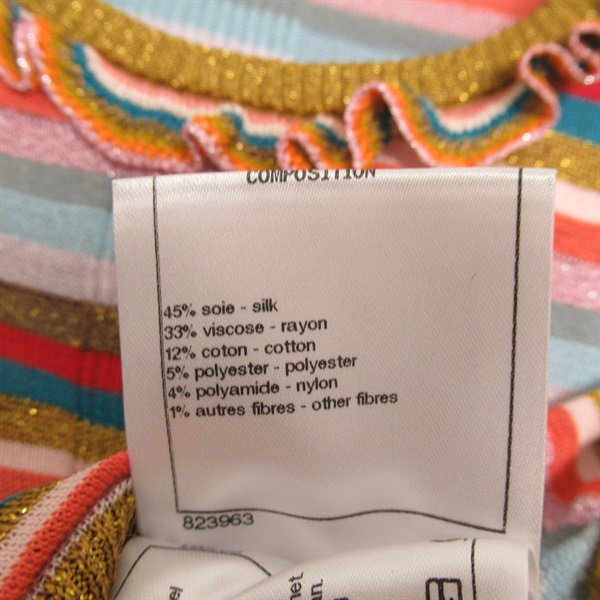 COMPOSITION
45% soie - silk
33% viscose - rayon
12% coton - cotton
5% polyester - polyester
4% polyamide - nylon
1% autres fibres - other fibres
823963